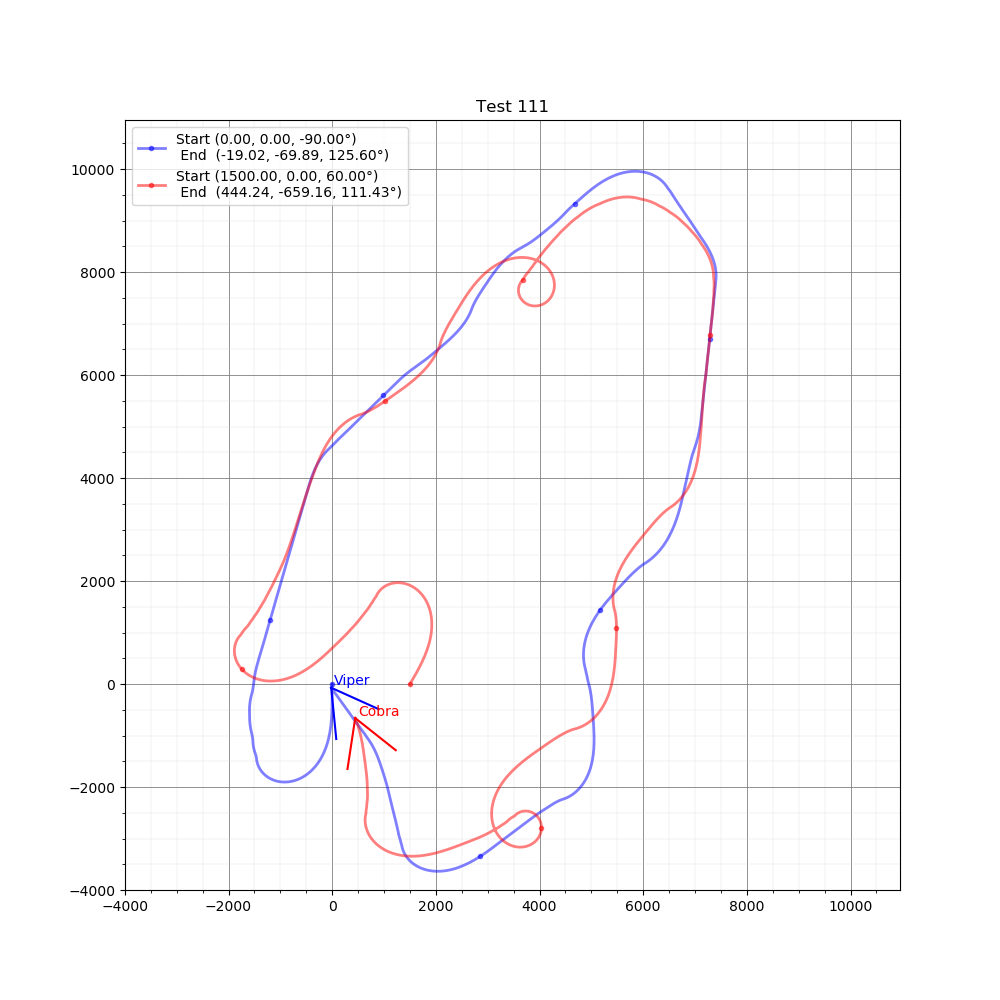 Test 111
Start (0.00, 0.00, -90.00°)
End  (-19.02, -69.89, 125.60°)
Start (1500.00, 0.00, 60.00°)
End  (444.24, -659.16, 111.43°)
10000
8000
6000
4000
2000
0
−2000
−4000
Viper
Cobra
−4000 −2000 0 2000 4000 6000 8000 10000